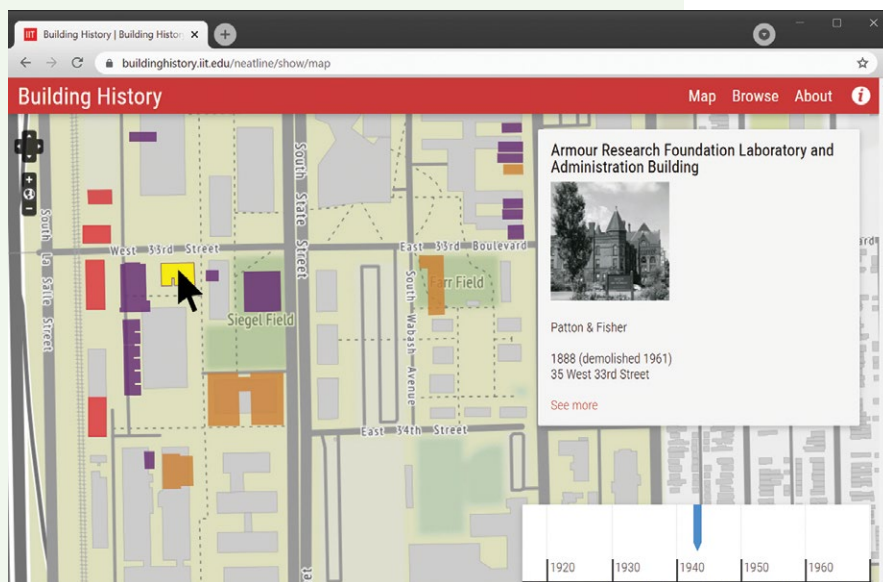 IIT Building History | Building Histor
buildinghistory.iit.edu/neatline/show/map
Building History
Map Browse About i
Armour Research Foundation Laboratory and
Administration Building
Patton & Fisher
1888 (demolished 1961)
35 West 33rd Street
See more
South La Salle Street
West 33rd Street
South State Street
East 33rd Boulevard
South Wabash Avenue
Farr Field
Siegel Field
East 34th Street
1920 1930 1940 1950 1960